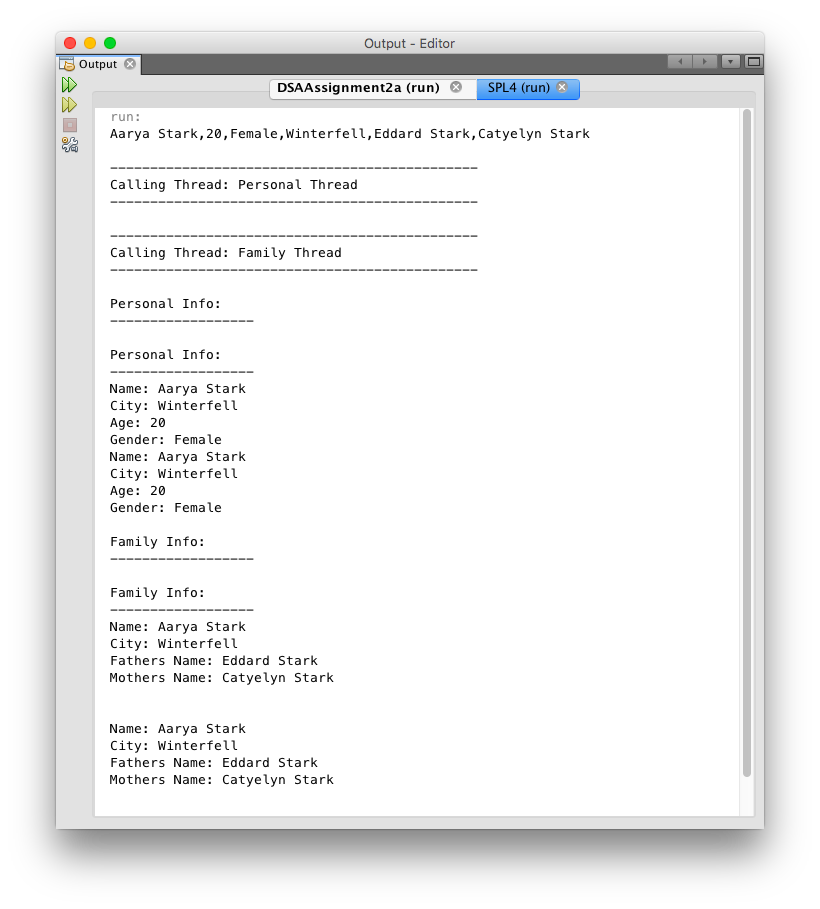 Output - Editor
Output
DSAAssignment2a (run) SPL4 (run)
run:
Aarya Stark,20,Female,Winterfell,Eddard Stark,Catyelyn Stark
----------------------------------------------
Calling Thread: Personal Thread
----------------------------------------------
----------------------------------------------
Calling Thread: Family Thread
----------------------------------------------
Personal Info:
------------------
Personal Info:
------------------
Name: Aarya Stark
City: Winterfell
Age: 20
Gender: Female
Name: Aarya Stark
City: Winterfell
Age: 20
Gender: Female
Family Info:
------------------
Family Info:
------------------
Name: Aarya Stark
City: Winterfell
Fathers Name: Eddard Stark
Mothers Name: Catyelyn Stark
Name: Aarya Stark
City: Winterfell
Fathers Name: Eddard Stark
Mothers Name: Catyelyn Stark